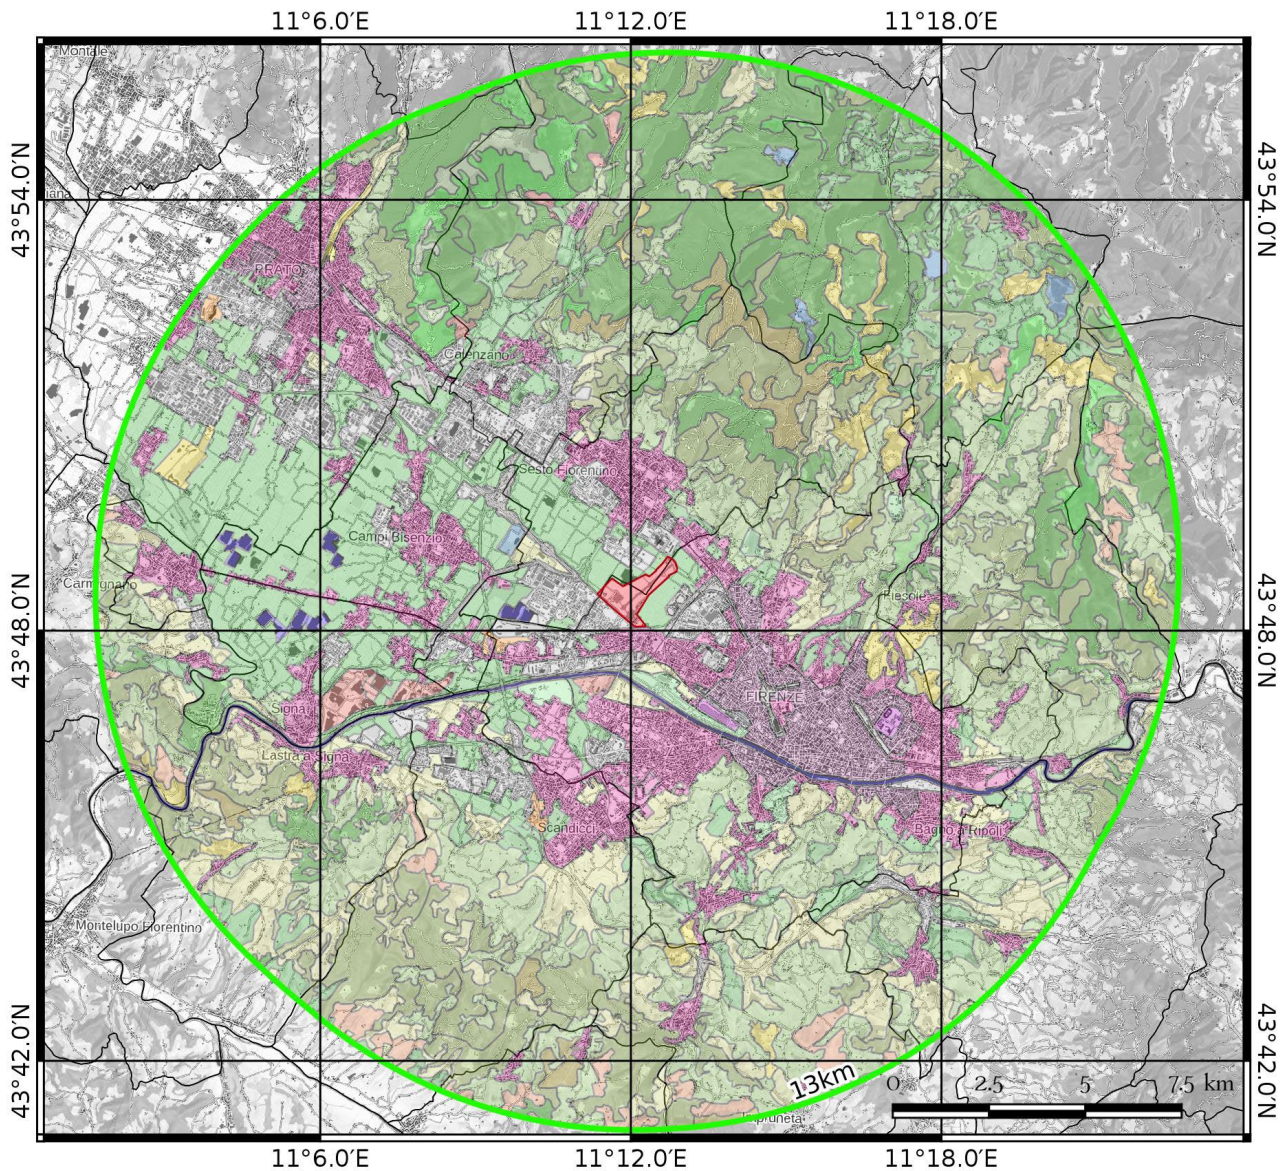 11°6.0′E 11°12.0′E 11°18.0′E
Montale
43°54.0′N 43°54.0′N
PRATO
Calenzano
Sesto Fiorentino
Campi Bisenzio
Carmignano
Fiesole
43°48.0′N 43°48.0′N
FIRENZE
Signa
Lastra a Signa
Scandicci
Bagno a Ripoli
Montelupo Fiorentino
43°42.0′N 43°42.0′N
13km
0 2.5 5 7.5 km
11°6.0′E 11°12.0′E 11°18.0′E